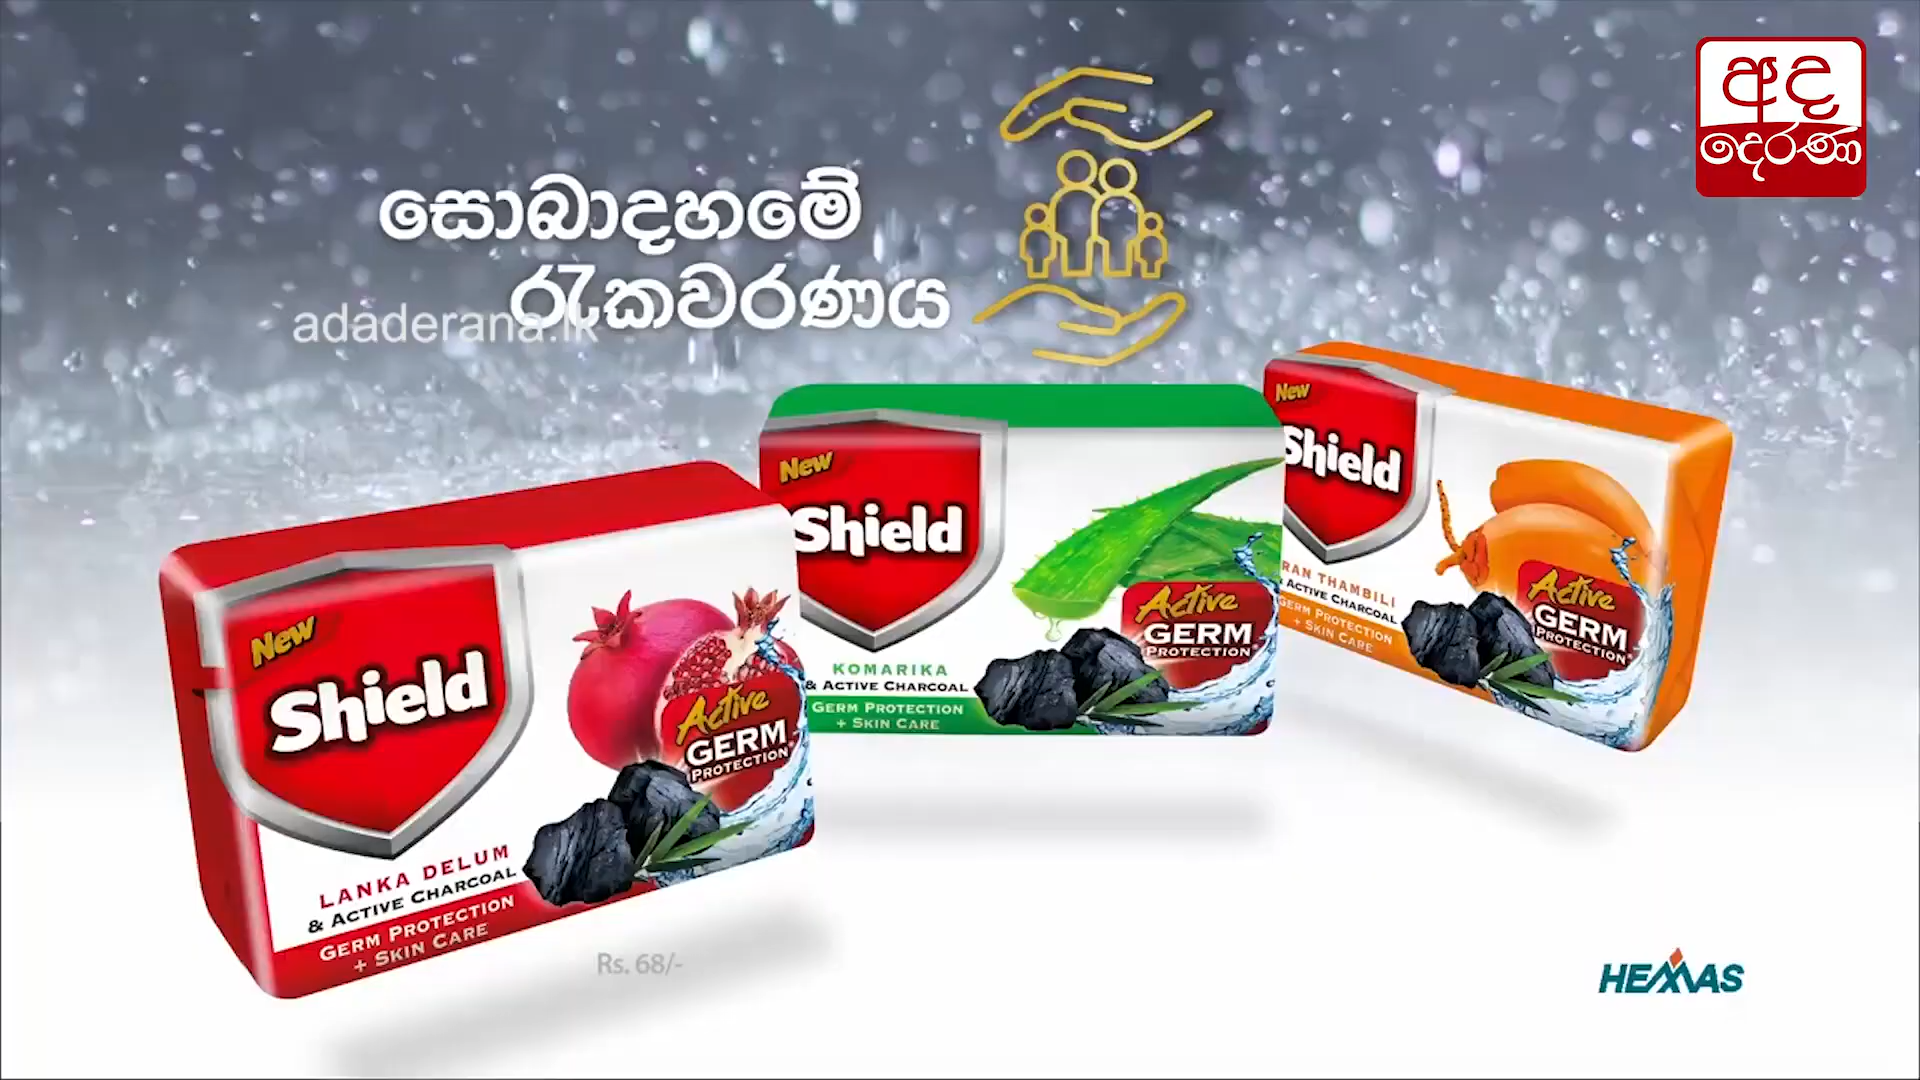 අද
දෙරණ
සොබාදහමේ
රැකවරණය
adaderana.lk
New
Shield
LANKA DELUM
& ACTIVE CHARCOAL
GERM PROTECTION
+ SKIN CARE
Active
GERM
PROTECTION
New
Shield
KOMARIKA
& ACTIVE CHARCOAL
GERM PROTECTION
+ SKIN CARE
Active
GERM
PROTECTION
New
Shield
RAN THAMBILI
& ACTIVE CHARCOAL
GERM PROTECTION
+ SKIN CARE
Active
GERM
PROTECTION
Rs. 68/-
HEMAS